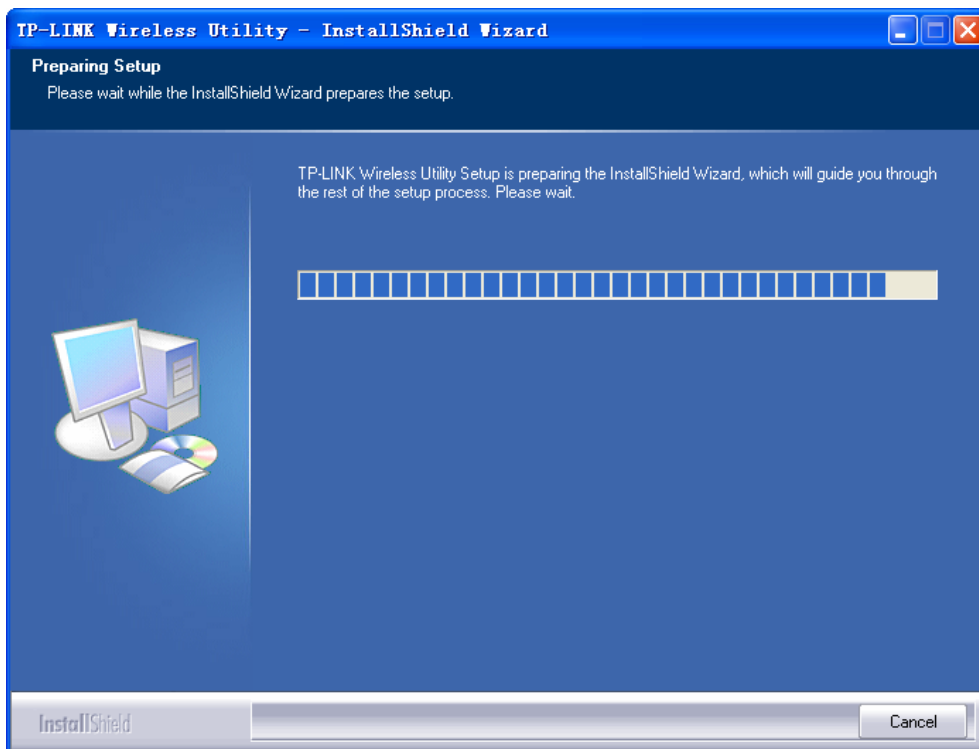 TP-LINK Wireless Utility - InstallShield Wizard
Preparing Setup
Please wait while the InstallShield Wizard prepares the setup.
TP-LINK Wireless Utility Setup is preparing the InstallShield Wizard, which will guide you through
the rest of the setup process. Please wait.
InstallShield
Cancel